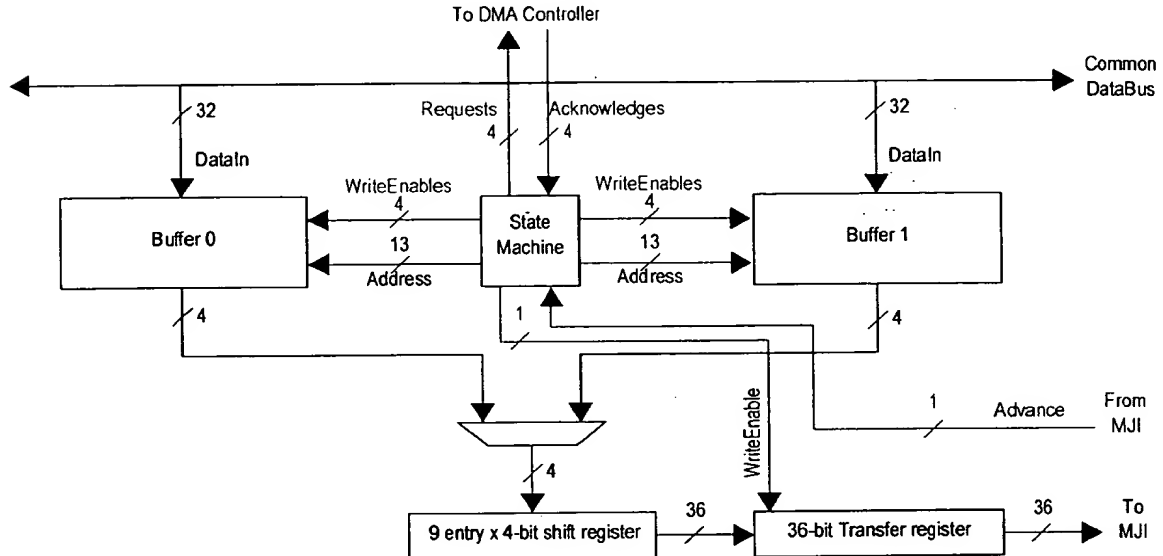 To DMA Controller
Common
DataBus
32
Requests
4
Acknowledges
4
32
DataIn
DataIn
WriteEnables
4
WriteEnables
4
Buffer 0
State
Machine
Buffer 1
13
Address
13
Address
4
1
4
WriteEnable
1
Advance
From
MJI
4
9 entry x 4-bit shift register
36
36-bit Transfer register
36
To
MJI